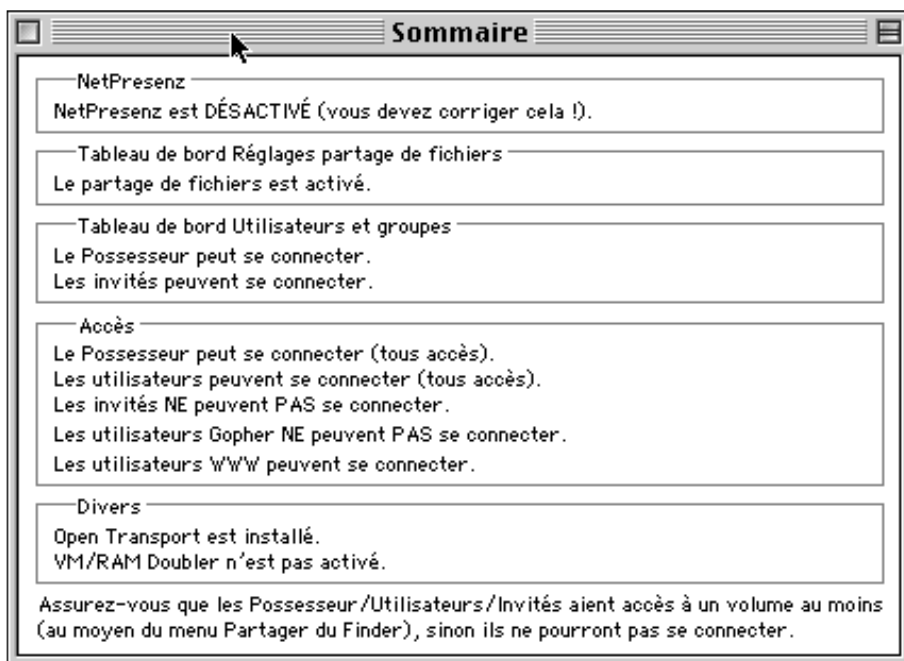 Sommaire
NetPresenz
NetPresenz est DÉSACTIVÉ (vous devez corriger cela !).
Tableau de bord Réglages partage de fichiers
Le partage de fichiers est activé.
Tableau de bord Utilisateurs et groupes
Le Possesseur peut se connecter.
Les invités peuvent se connecter.
Accès
Le Possesseur peut se connecter (tous accès).
Les utilisateurs peuvent se connecter (tous accès).
Les invités NE peuvent PAS se connecter.
Les utilisateurs Gopher NE peuvent PAS se connecter.
Les utilisateurs WWW peuvent se connecter.
Divers
Open Transport est installé.
VM/RAM Doubler n'est pas activé.
Assurez-vous que les Possesseur/Utilisateurs/Invités aient accès à un volume au moins
(au moyen du menu Partager du Finder), sinon ils ne pourront pas se connecter.